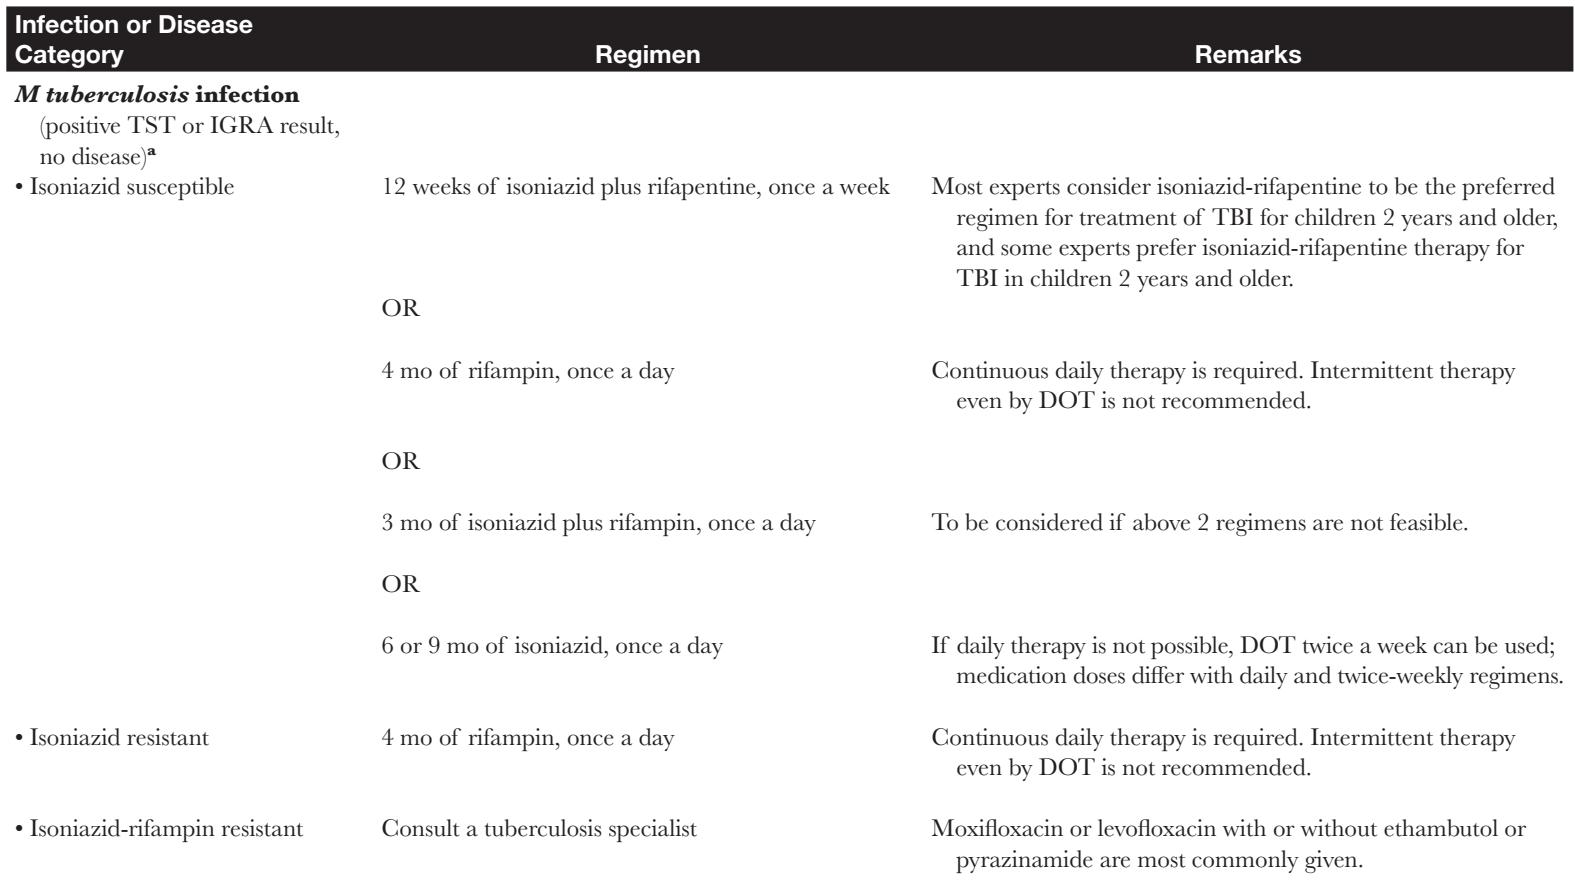 Infection or Disease
Category Regimen Remarks
M tuberculosis infection
(positive TST or IGRA result,
no disease)a
• Isoniazid susceptible 12 weeks of isoniazid plus rifapentine, once a week Most experts consider isoniazid-rifapentine to be the preferred
regimen for treatment of TBI for children 2 years and older,
and some experts prefer isoniazid-rifapentine therapy for
TBI in children 2 years and older.
OR
4 mo of rifampin, once a day Continuous daily therapy is required. Intermittent therapy
even by DOT is not recommended.
OR
3 mo of isoniazid plus rifampin, once a day To be considered if above 2 regimens are not feasible.
OR
6 or 9 mo of isoniazid, once a day If daily therapy is not possible, DOT twice a week can be used;
medication doses differ with daily and twice-weekly regimens.
• Isoniazid resistant 4 mo of rifampin, once a day Continuous daily therapy is required. Intermittent therapy
even by DOT is not recommended.
• Isoniazid-rifampin resistant Consult a tuberculosis specialist Moxifloxacin or levofloxacin with or without ethambutol or
pyrazinamide are most commonly given.